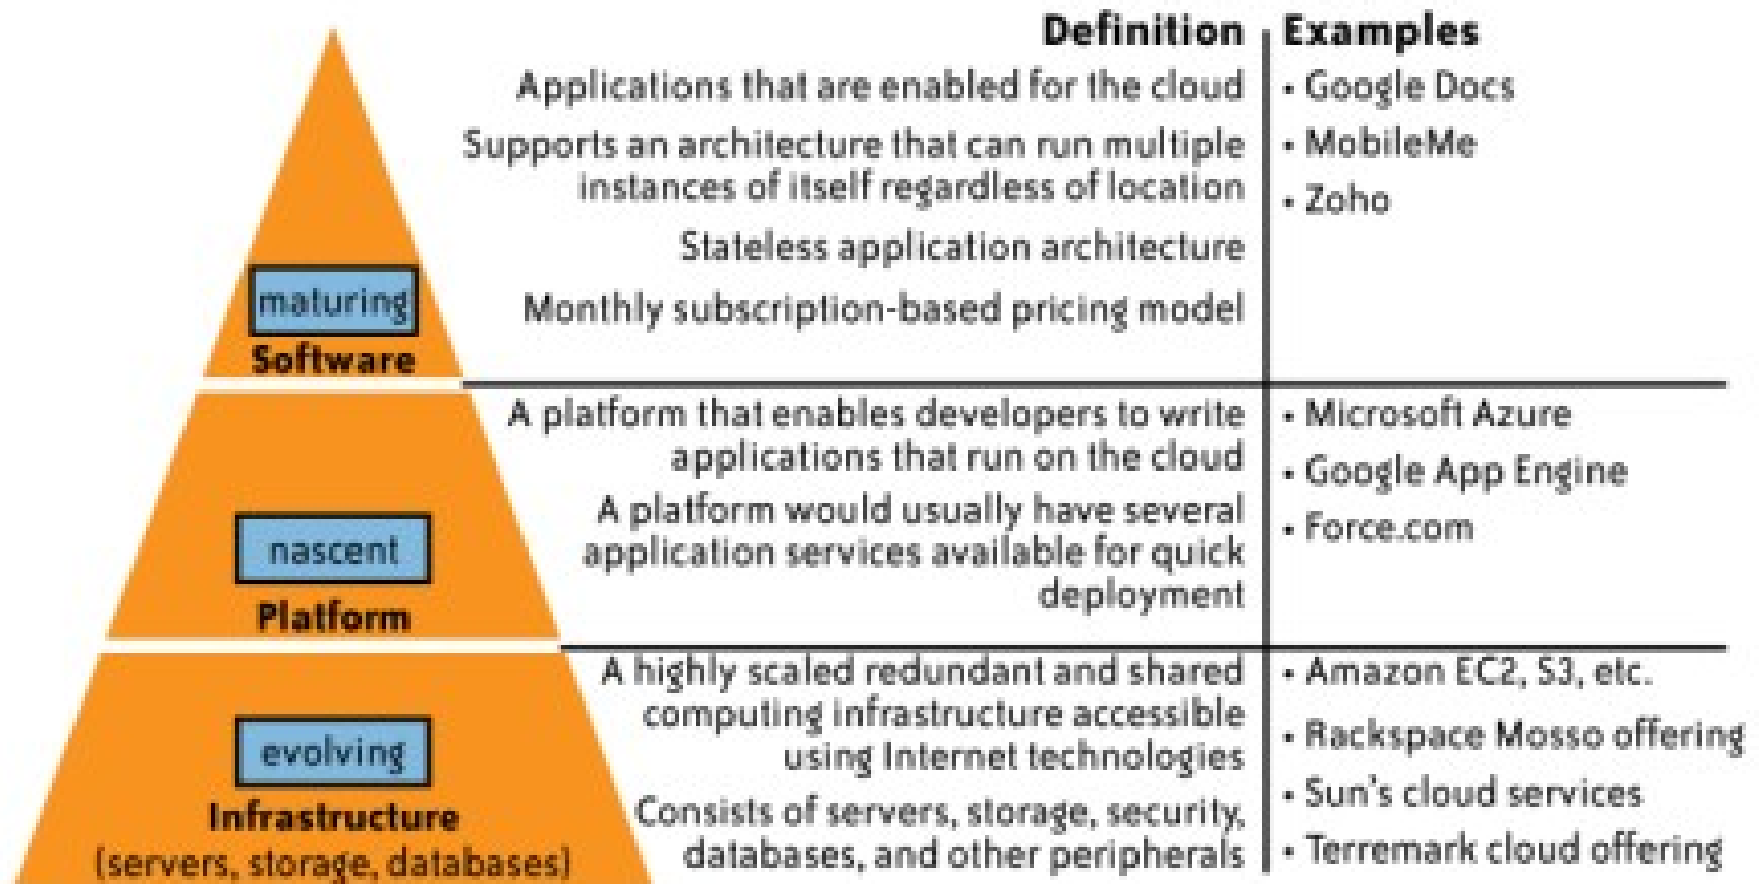 Definition
Examples
Applications that are enabled for the cloud
Supports an architecture that can run multiple
instances of itself regardless of location
Stateless application architecture
Monthly subscription-based pricing model
• Google Docs
• MobileMe
• Zoho
maturing
Software
A platform that enables developers to write
applications that run on the cloud
A platform would usually have several
application services available for quick
deployment
• Microsoft Azure
• Google App Engine
• Force.com
nascent
Platform
A highly scaled redundant and shared
computing infrastructure accessible
using Internet technologies
Consists of servers, storage, security,
databases, and other peripherals
• Amazon EC2, S3, etc.
• Rackspace Mosso offering
• Sun's cloud services
• Terremark cloud offering
evolving
Infrastructure
(servers, storage, databases)